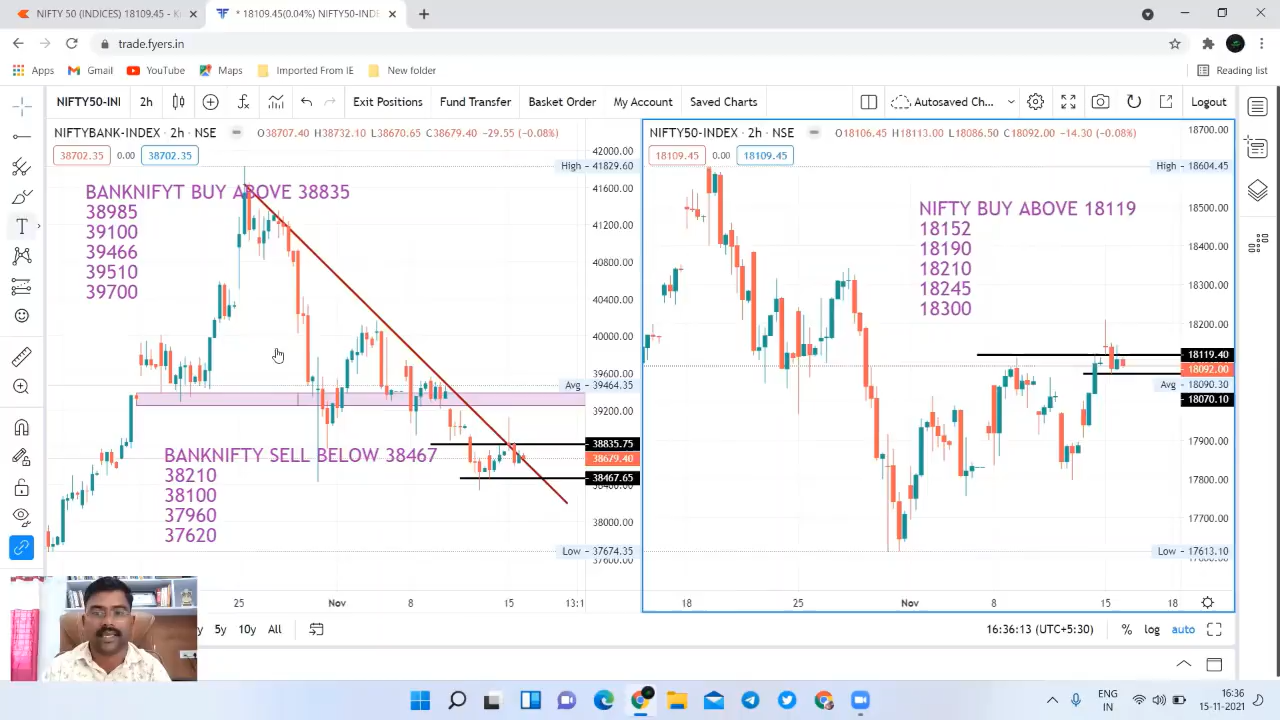 NIFTY 50 (INDICES) 18109.45 - K
* 18109.45(0.04%) NIFTY50-INDE
trade.fyers.in
Apps Gmail YouTube Maps Imported From IE New folder Reading list
NIFTY50-INI 2h Exit Positions Fund Transfer Basket Order My Account Saved Charts Autosaved Ch... Logout
NIFTYBANK-INDEX · 2h · NSE O38707.40 H38732.10 L38670.65 C38679.40 -29.55 (-0.08%)
38702.35 0.00 38702.35
42000.00
High 41829.60
BANKNIFYT BUY ABOVE 38835
38985
39100
39466
39510
39700
41600.00
41200.00
40800.00
40400.00
40000.00
39600.00
Avg 39464.35
39200.00
38835.75
38679.40
38467.65
38400.00
38000.00
Low 37674.35
37600.00
BANKNIFTY SELL BELOW 38467
38210
38100
37960
37620
25 Nov 8 15 13:1
NIFTY50-INDEX · 2h · NSE O18106.45 H18113.00 L18086.50 C18092.00 -14.30 (-0.08%)
18109.45 0.00 18109.45
18700.00
High 18604.45
NIFTY BUY ABOVE 18119
18152
18190
18210
18245
18300
18500.00
18400.00
18300.00
18200.00
18119.40
18092.00
Avg 18090.30
18070.10
17900.00
17800.00
17700.00
Low 17613.10
18 25 Nov 8 15 18
5y 10y All
16:36:13 (UTC+5:30) % log auto
ENG
IN
16:36
15-11-2021